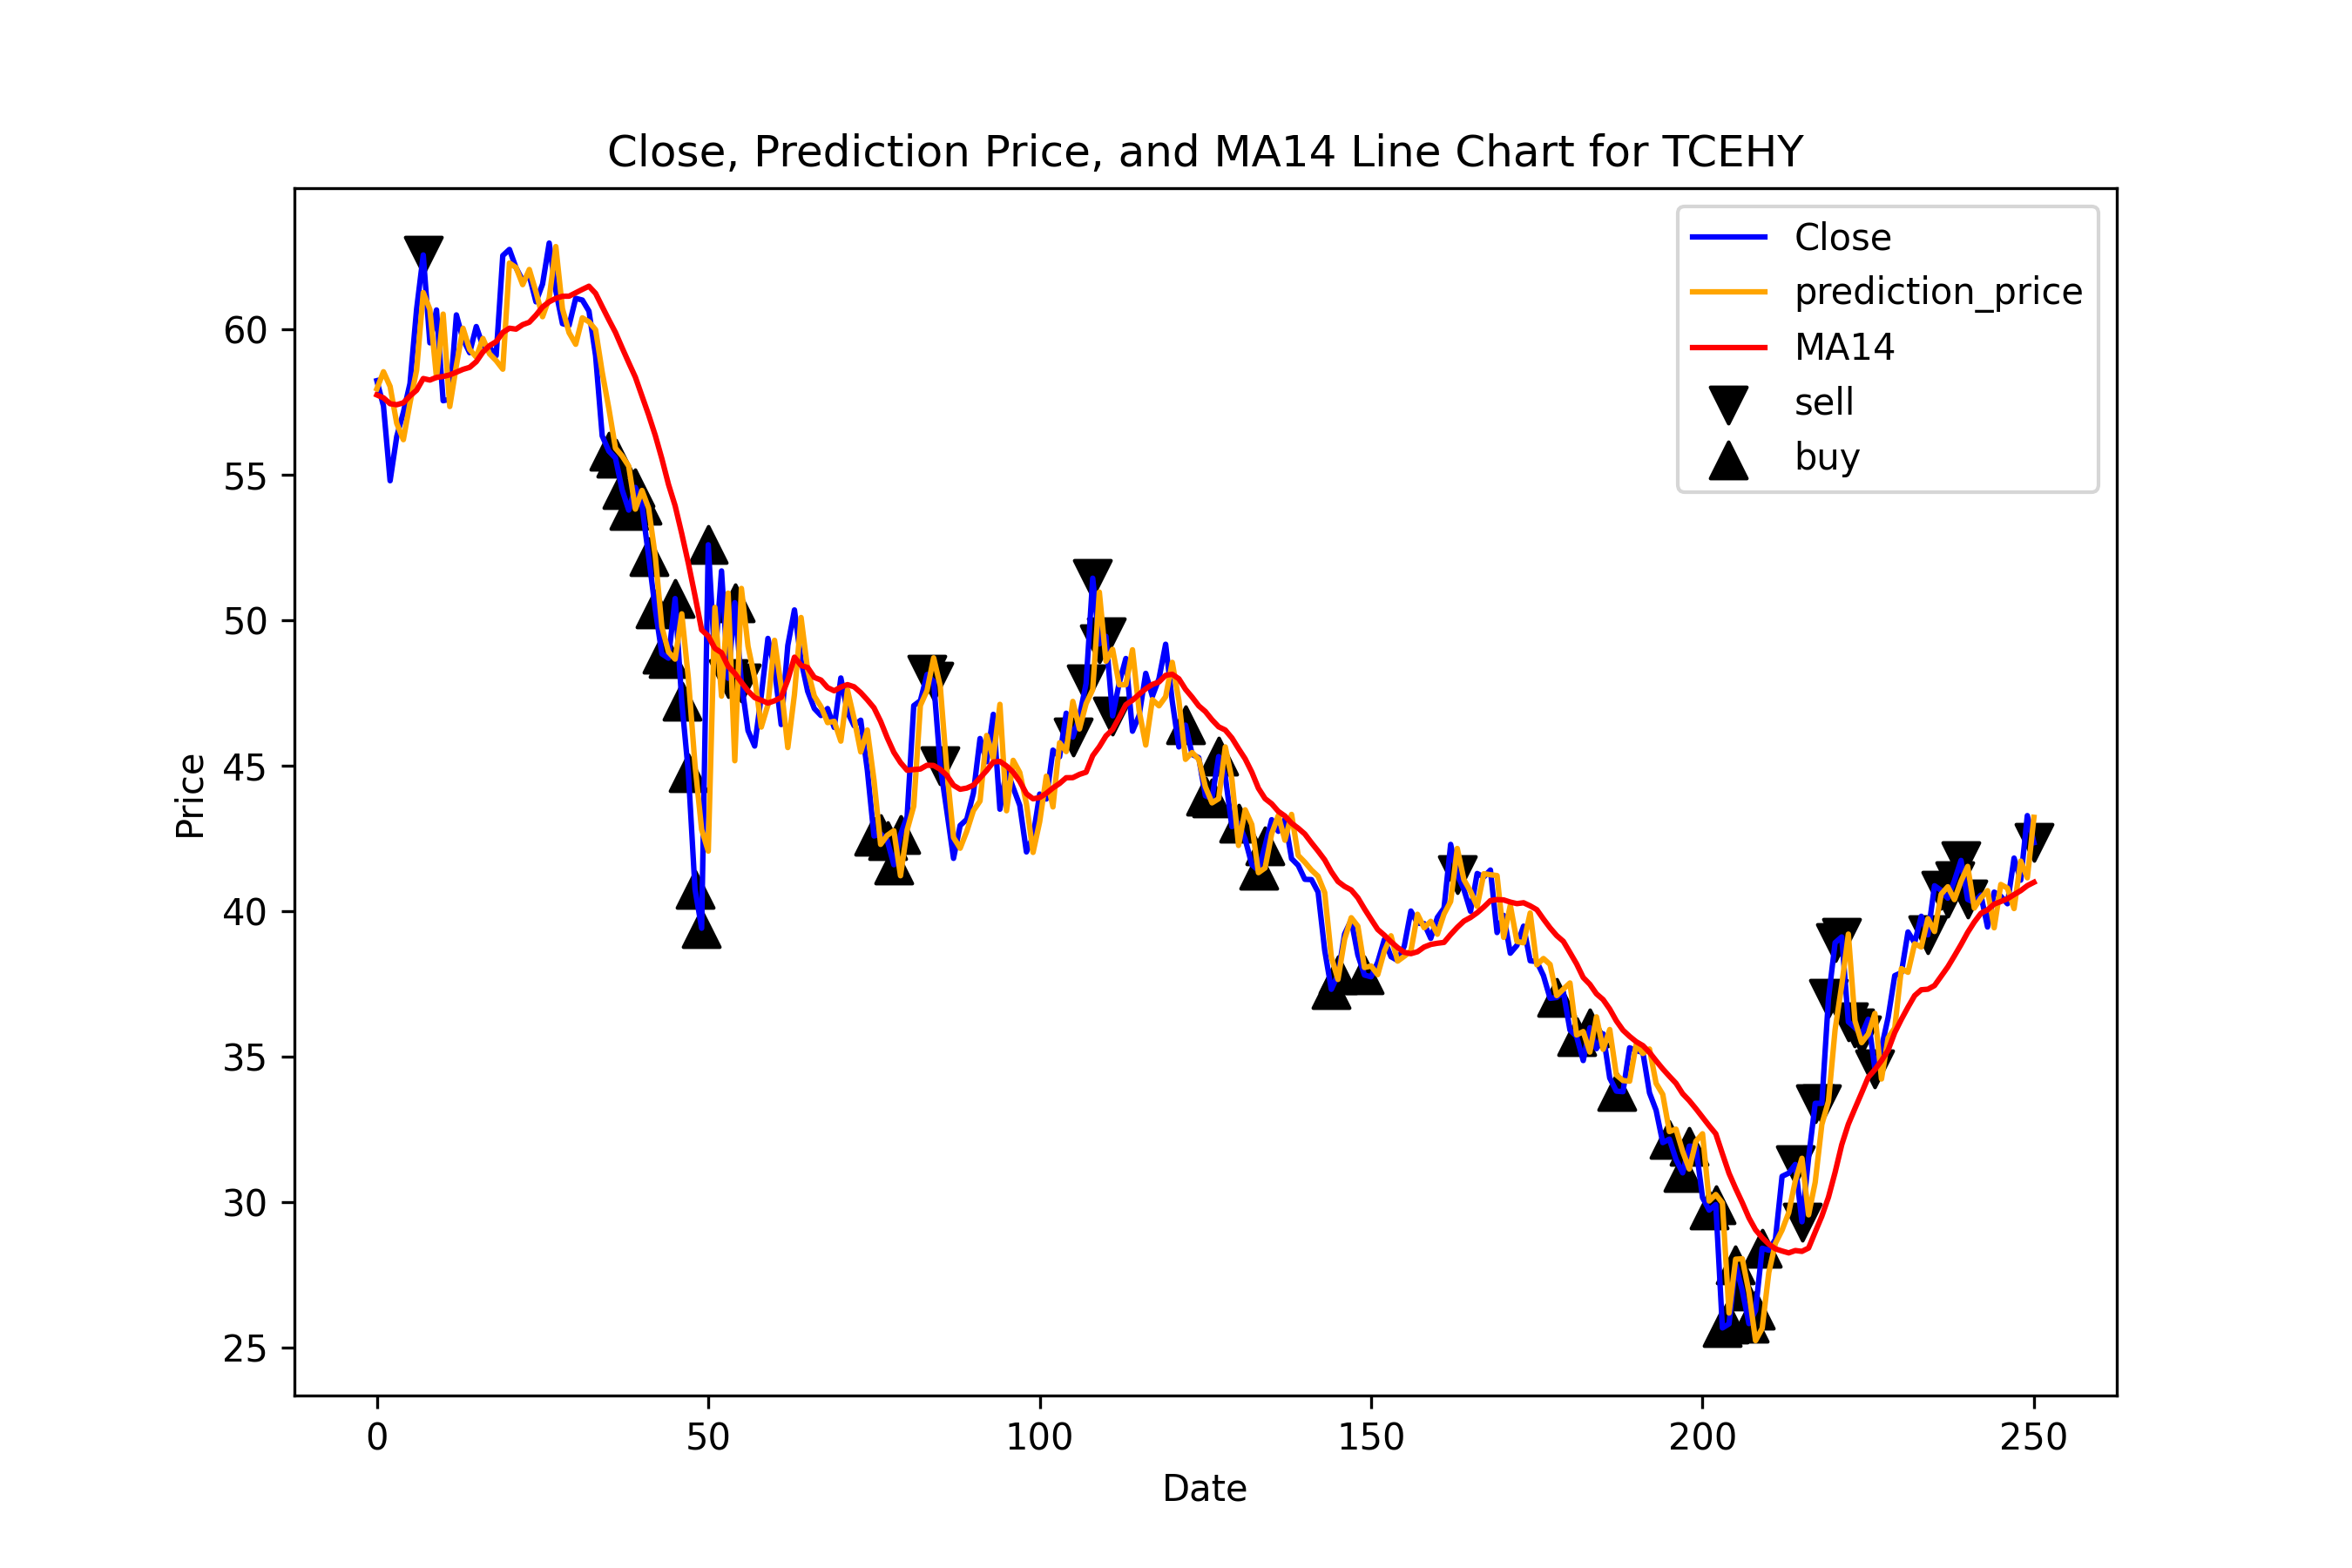 Close, Prediction Price, and MA14 Line Chart for TCEHY
Close
prediction_price
MA14
sell
buy
Price
60
55
50
45
40
35
30
25
0 50 100 150 200 250
Date